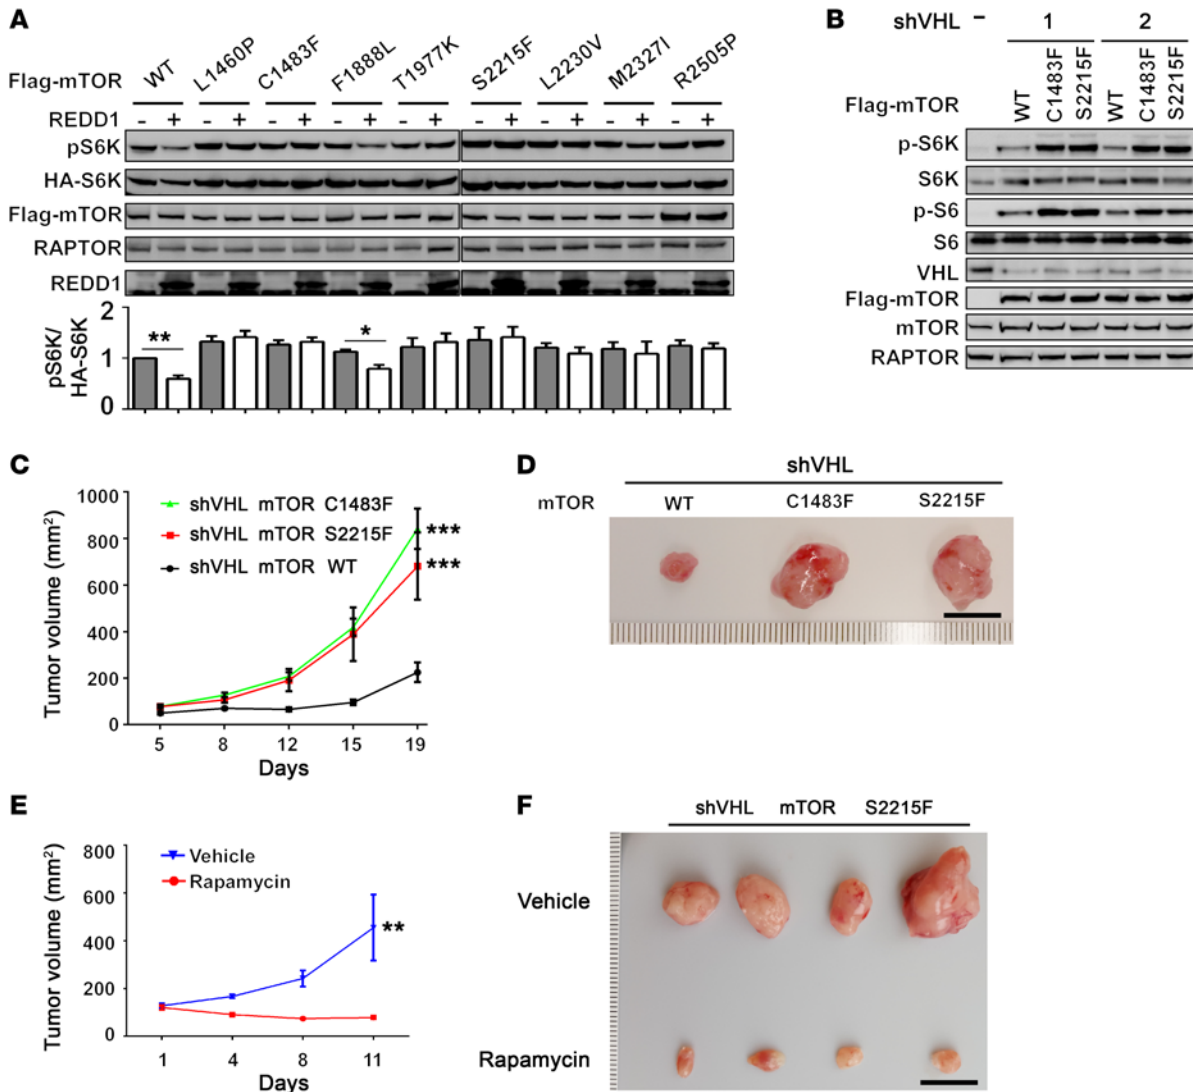 A
Flag-mTOR WT L1460P C1483F F1888L T1977K S2215F L2230V M2327I R2505P
REDD1 - + - + - + - + - + - + - + - + - +
pS6K
HA-S6K
Flag-mTOR
RAPTOR
REDD1
pS6K/
HA-S6K
2
1
0
** *
B
shVHL - 1 2
Flag-mTOR WT C1483F S2215F WT C1483F S2215F
p-S6K
S6K
p-S6
S6
VHL
Flag-mTOR
mTOR
RAPTOR
C
Tumor volume (mm²)
1000
800
600
400
200
0
shVHL mTOR C1483F
shVHL mTOR S2215F
shVHL mTOR WT
***
***
5 8 12 15 19
Days
D
shVHL
mTOR WT C1483F S2215F
E
Tumor volume (mm²)
800
600
400
200
0
Vehicle
Rapamycin
**
1 4 8 11
Days
F
shVHL mTOR S2215F
Vehicle
Rapamycin